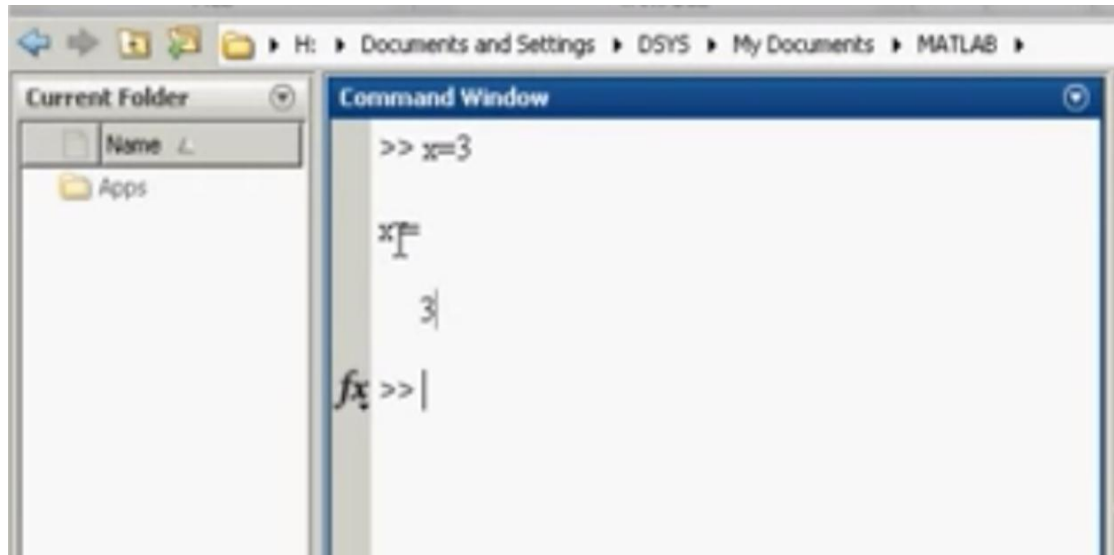 H: Documents and Settings DSYS My Documents MATLAB
Current Folder
Command Window
Name
Apps
>> x=3
x =
3
fx >>